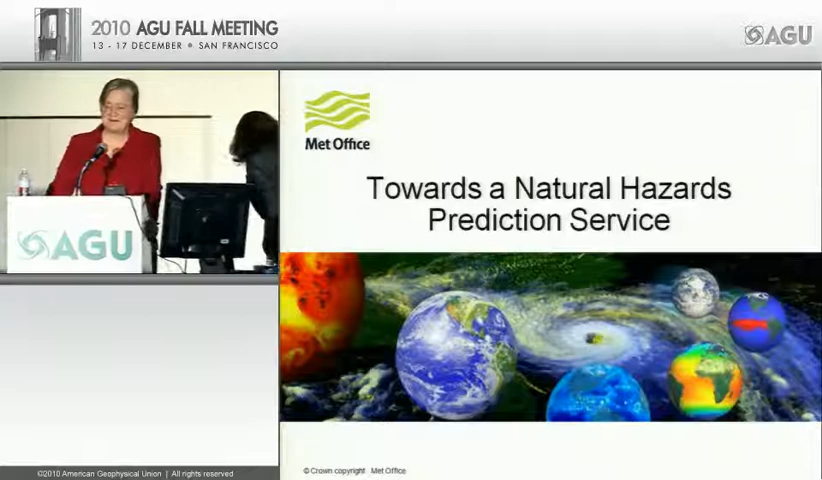 2010 AGU FALL MEETING
13 - 17 DECEMBER • SAN FRANCISCO
AGU
Met Office
Towards a Natural Hazards
Prediction Service
AGU
© Crown copyright Met Office
©2010 American Geophysical Union | All rights reserved